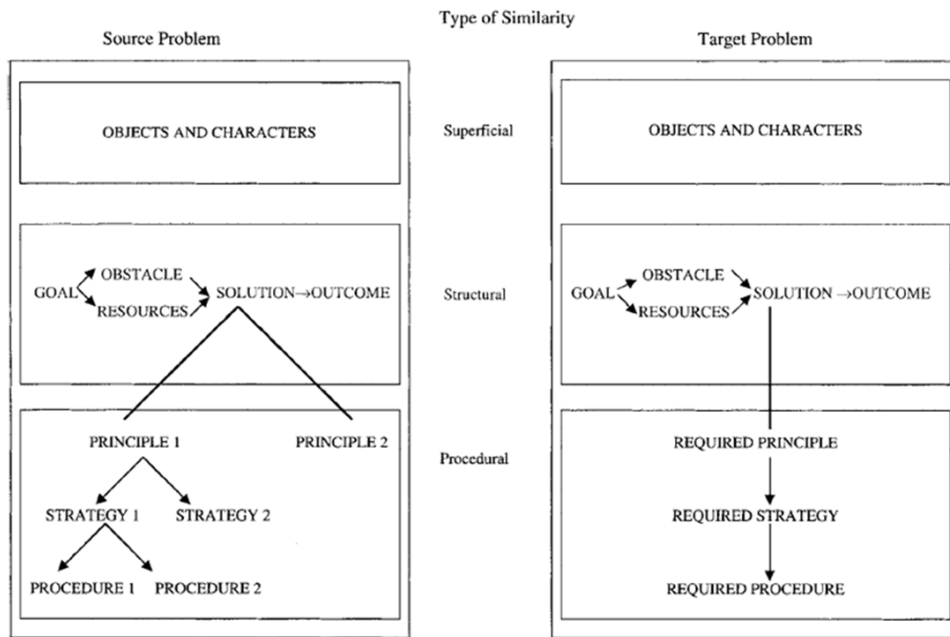 Type of Similarity
Source Problem
Target Problem
OBJECTS AND CHARACTERS
Superficial
OBJECTS AND CHARACTERS
OBSTACLE
GOAL
SOLUTION→OUTCOME
RESOURCES
Structural
OBSTACLE
GOAL
SOLUTION →OUTCOME
RESOURCES
PRINCIPLE 1
PRINCIPLE 2
STRATEGY 1
STRATEGY 2
PROCEDURE 1
PROCEDURE 2
Procedural
REQUIRED PRINCIPLE
REQUIRED STRATEGY
REQUIRED PROCEDURE